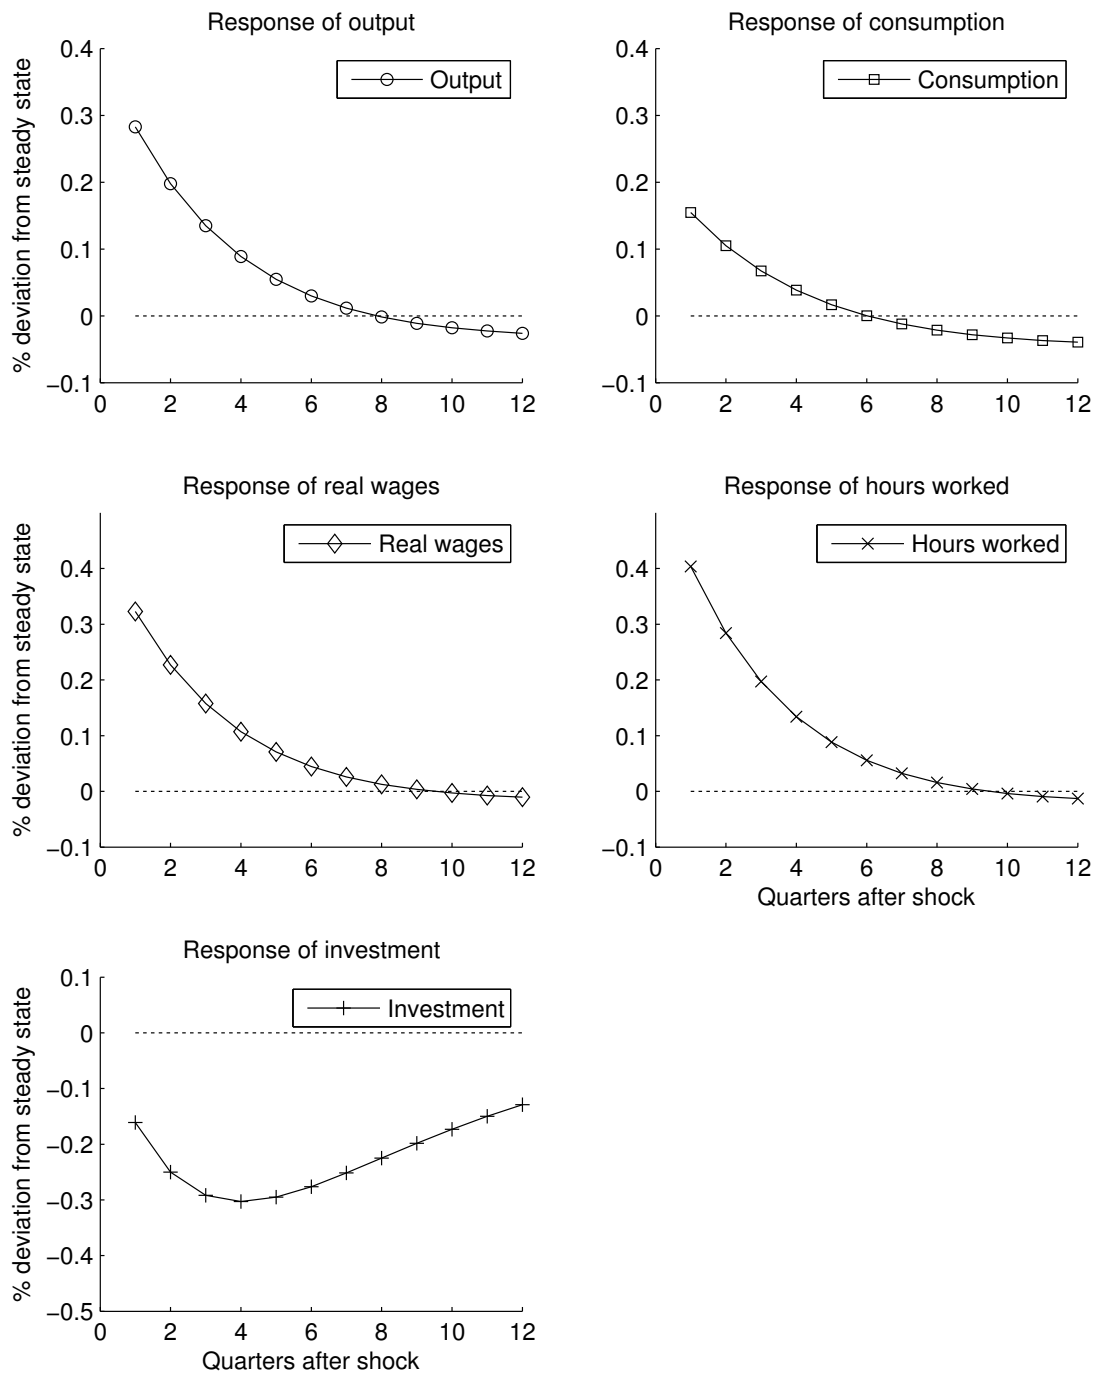 Response of output
% deviation from steady state
0.4
0.3
0.2
0.1
0
−0.1
0 2 4 6 8 10 12
Output
Response of consumption
0.4
0.3
0.2
0.1
0
−0.1
0 2 4 6 8 10 12
Consumption
Response of real wages
% deviation from steady state
0.4
0.3
0.2
0.1
0
−0.1
0 2 4 6 8 10 12
Real wages
Response of hours worked
0.4
0.3
0.2
0.1
0
−0.1
0 2 4 6 8 10 12
Quarters after shock
Hours worked
Response of investment
% deviation from steady state
0.1
0
−0.1
−0.2
−0.3
−0.4
−0.5
0 2 4 6 8 10 12
Quarters after shock
Investment